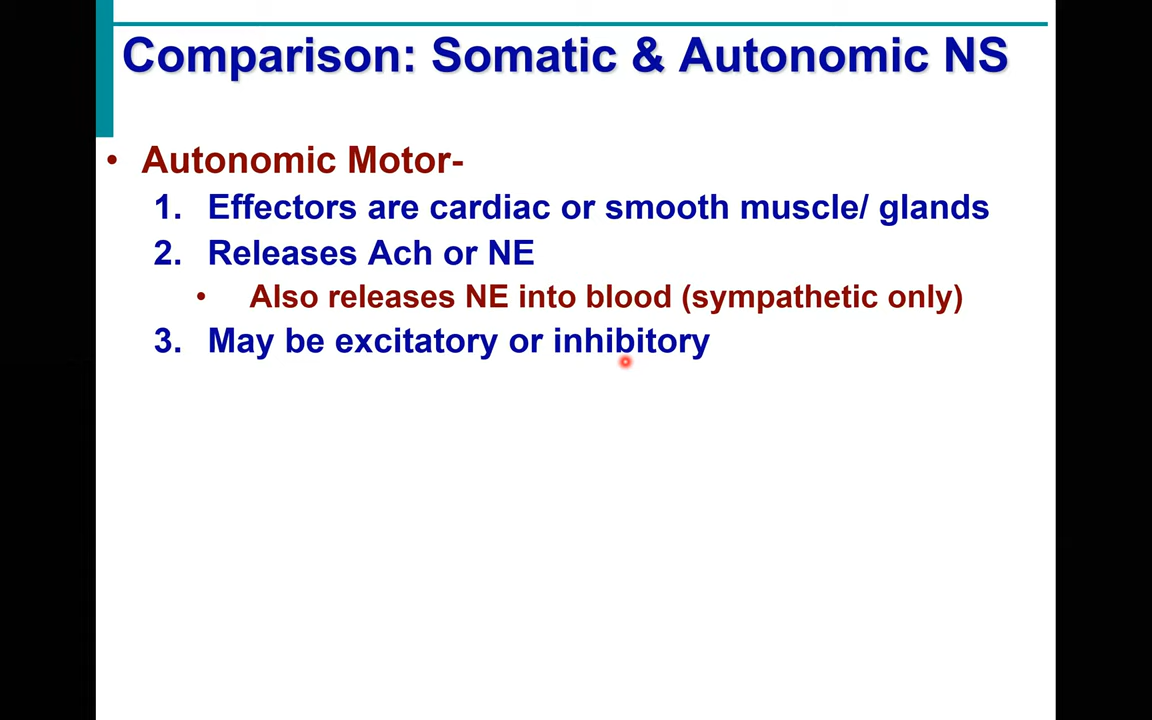 Comparison: Somatic & Autonomic NS
• Autonomic Motor-
1. Effectors are cardiac or smooth muscle/ glands
2. Releases Ach or NE
• Also releases NE into blood (sympathetic only)
3. May be excitatory or inhibitory